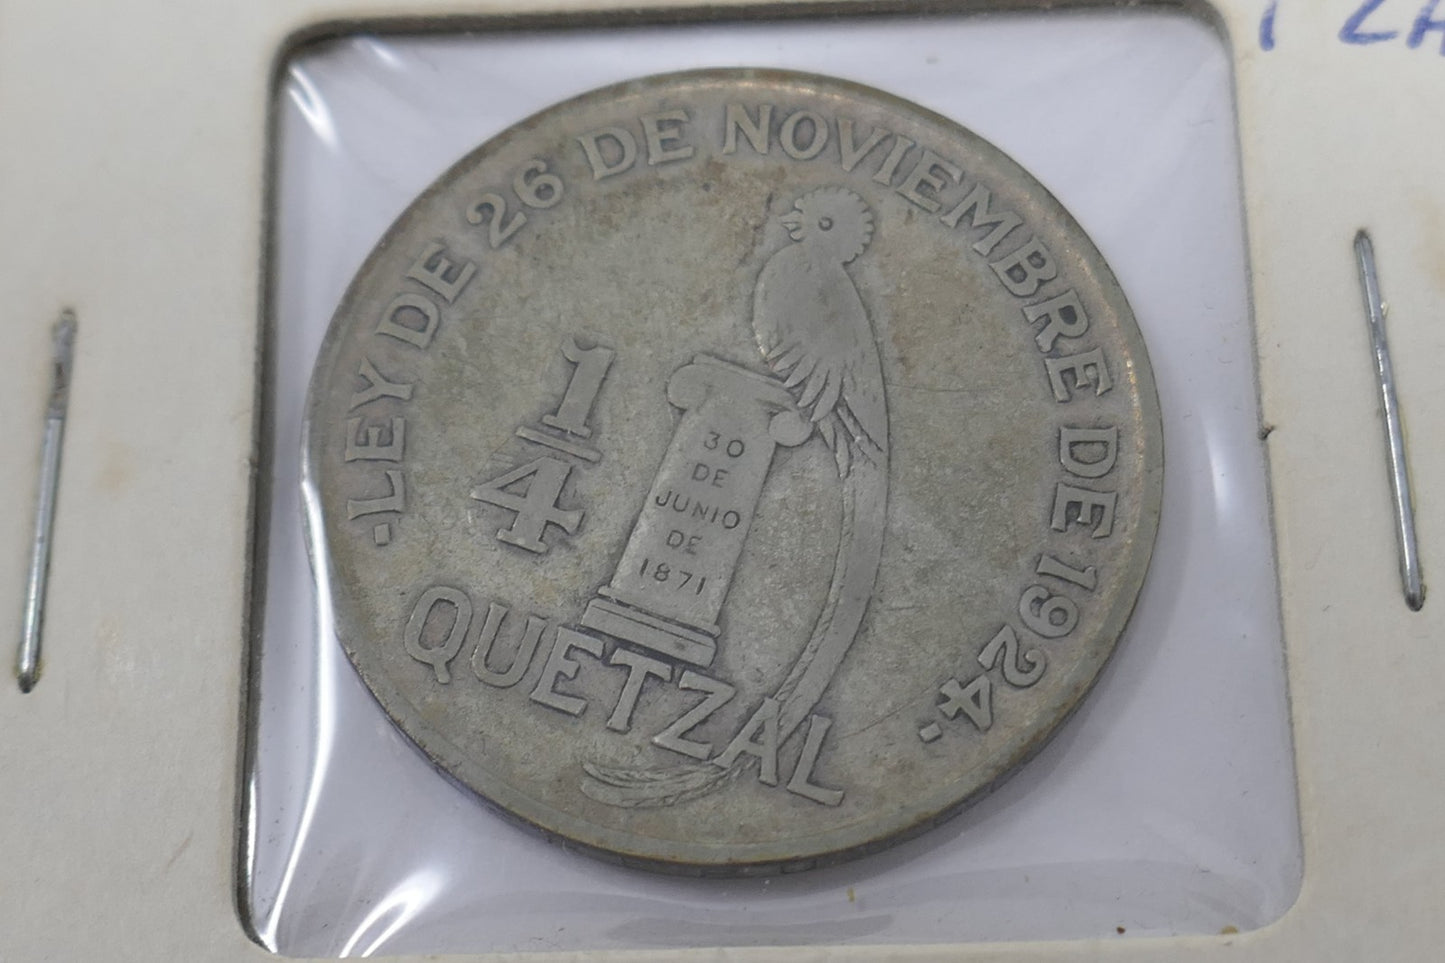 ·LEY DE 26 DE NOVIEMBRE DE 1924·
1/4
30
DE
JUNIO
DE
1871
QUETZAL